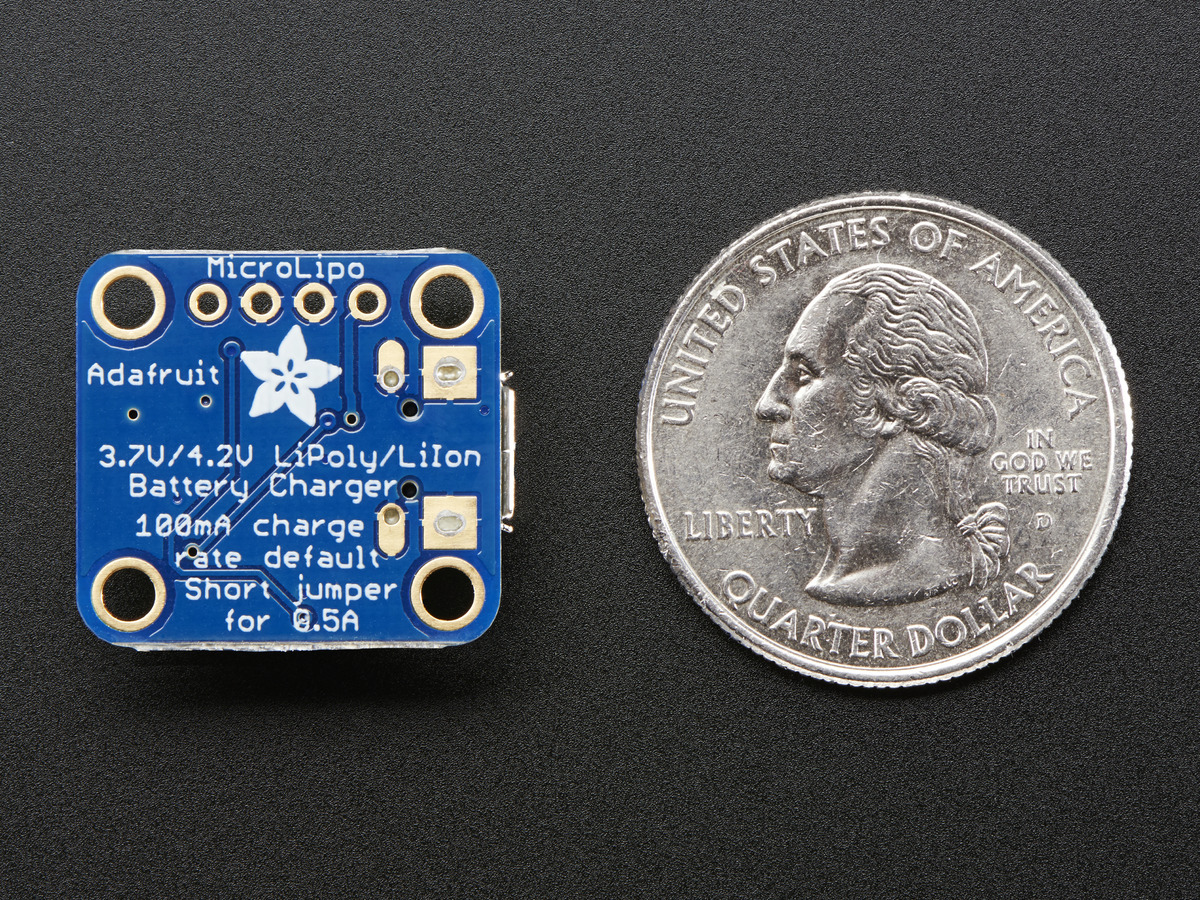 MicroLipo
Adafruit
3.7V/4.2V LiPoly/LiIon
Battery Charger
100mA charge
rate default
Short jumper
for 0.5A
UNITED STATES OF AMERICA
IN
GOD WE
TRUST
LIBERTY
D
QUARTER DOLLAR